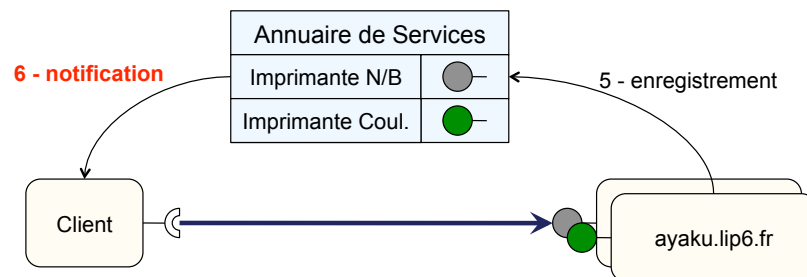 Annuaire de Services
6 - notification
Imprimante N/B
5 - enregistrement
Imprimante Coul.
Client
ayaku.lip6.fr